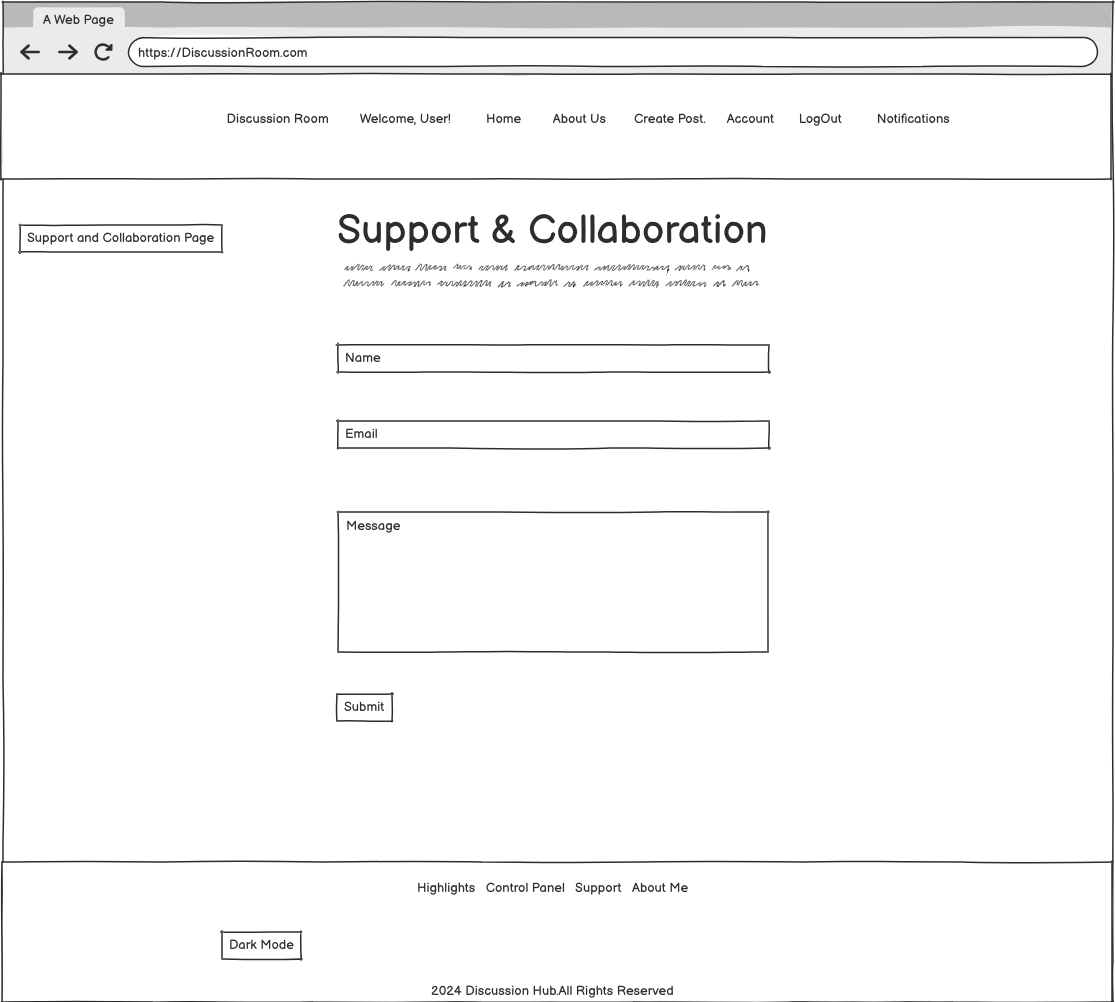 A Web Page
https://DiscussionRoom.com
Discussion Room Welcome, User! Home About Us Create Post. Account LogOut Notifications
Support and Collaboration Page
Support & Collaboration
Name
Email
Message
Submit
Highlights Control Panel Support About Me
Dark Mode
2024 Discussion Hub.All Rights Reserved